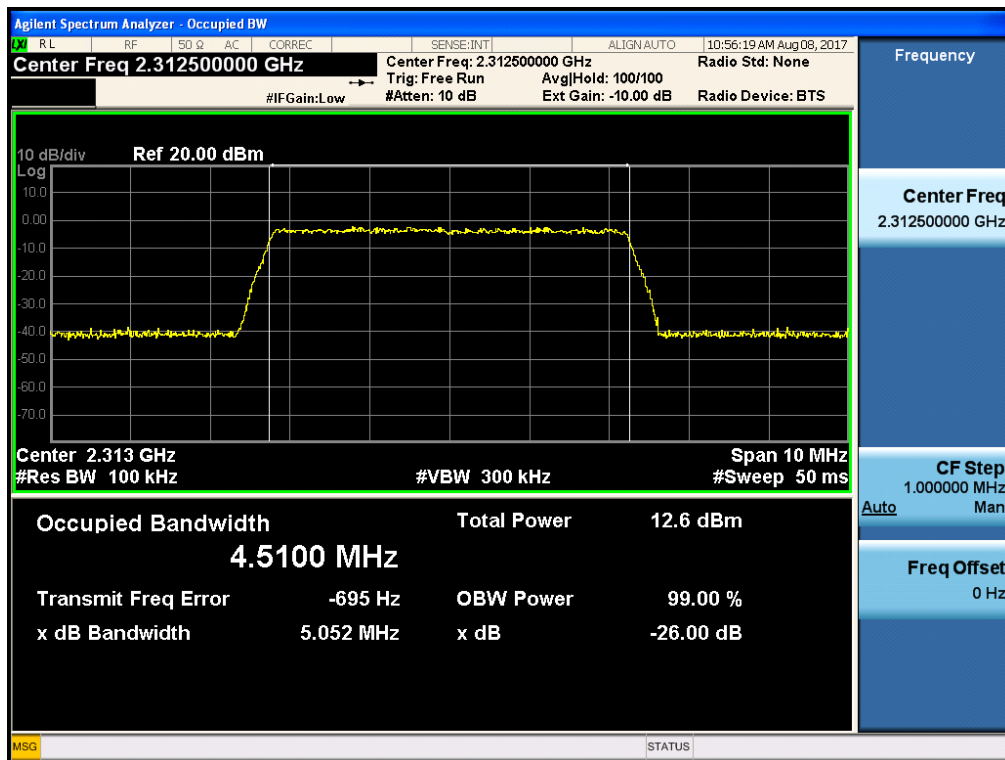 Agilent Spectrum Analyzer - Occupied BW
LXI RL RF 50 Ω AC CORREC SENSE:INT ALIGN AUTO 10:56:19 AM Aug 08, 2017
Center Freq 2.312500000 GHz
Center Freq: 2.312500000 GHz Radio Std: None
Trig: Free Run Avg|Hold: 100/100
#IFGain:Low #Atten: 10 dB Ext Gain: -10.00 dB Radio Device: BTS
10 dB/div Ref 20.00 dBm
Log
10.0
0.00
-10.0
-20.0
-30.0
-40.0
-50.0
-60.0
-70.0
Center 2.313 GHz Span 10 MHz
#Res BW 100 kHz #VBW 300 kHz #Sweep 50 ms
Occupied Bandwidth Total Power 12.6 dBm
4.5100 MHz
Transmit Freq Error -695 Hz OBW Power 99.00 %
x dB Bandwidth 5.052 MHz x dB -26.00 dB
MSG STATUS
Frequency
Center Freq
2.312500000 GHz
CF Step
1.000000 MHz
Auto Man
Freq Offset
0 Hz